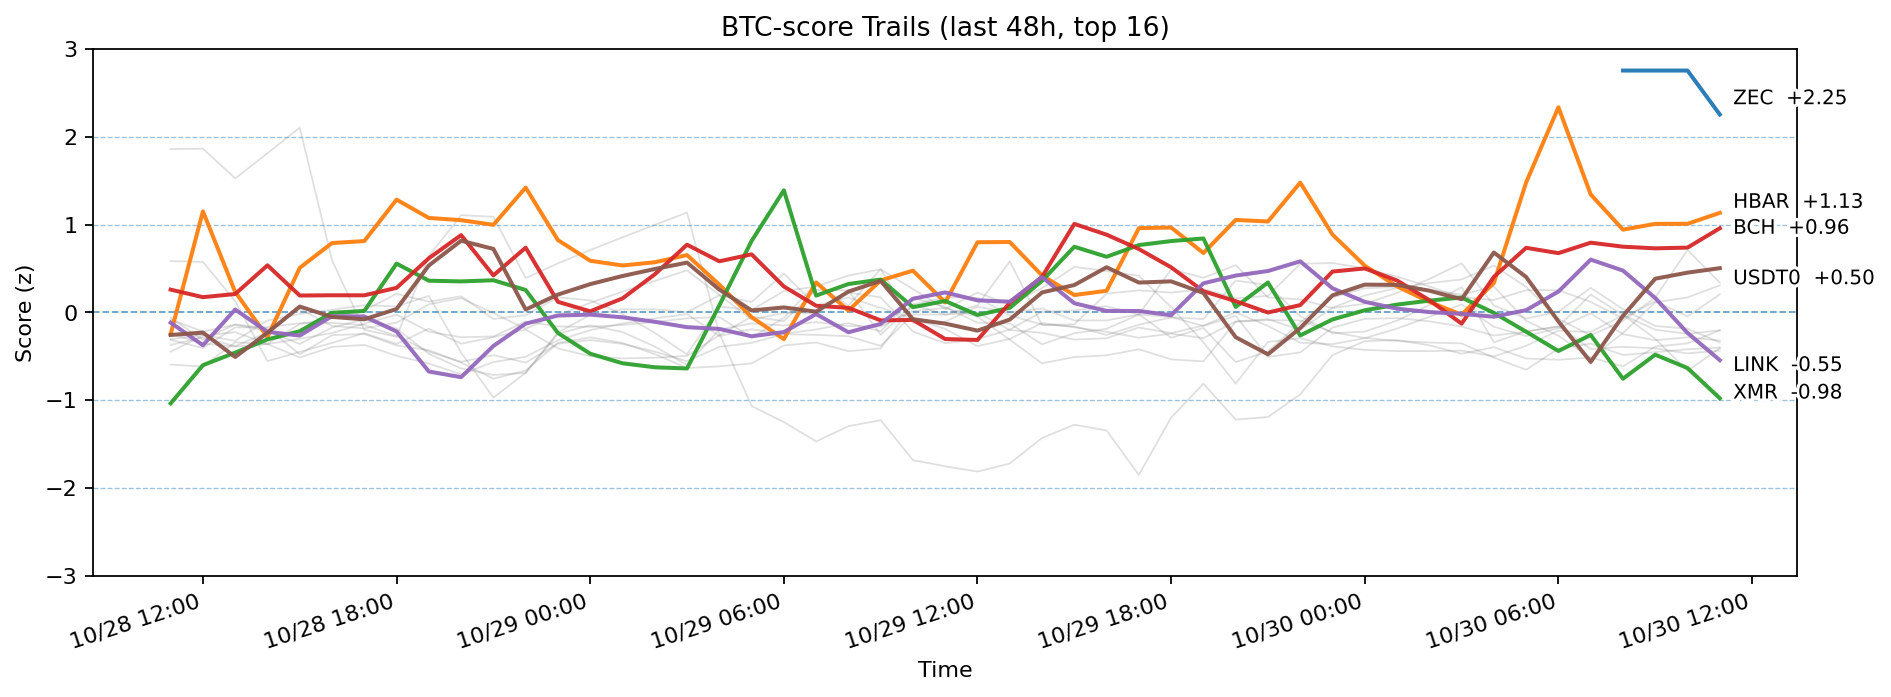 BTC-score Trails (last 48h, top 16)
Score (z)
3
2
1
0
−1
−2
−3
ZEC +2.25
HBAR +1.13
BCH +0.96
USDT0 +0.50
LINK -0.55
XMR -0.98
10/28 12:00
10/28 18:00
10/29 00:00
10/29 06:00
10/29 12:00
10/29 18:00
10/30 00:00
10/30 06:00
10/30 12:00
Time